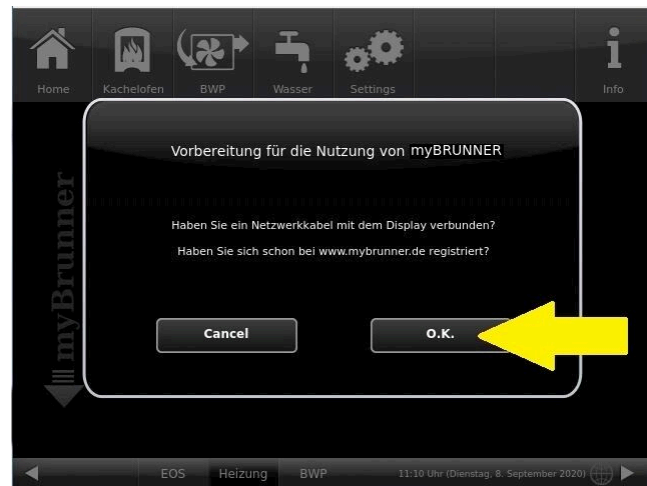 Home Kachelofen BWP Wasser Settings Info
Vorbereitung für die Nutzung von myBRUNNER
Haben Sie ein Netzwerkkabel mit dem Display verbunden?
Haben Sie sich schon bei www.mybrunner.de registriert?
Cancel O.K.
myBrunner
EOS Heizung BWP 11:10 Uhr (Dienstag, 8. September 2020)